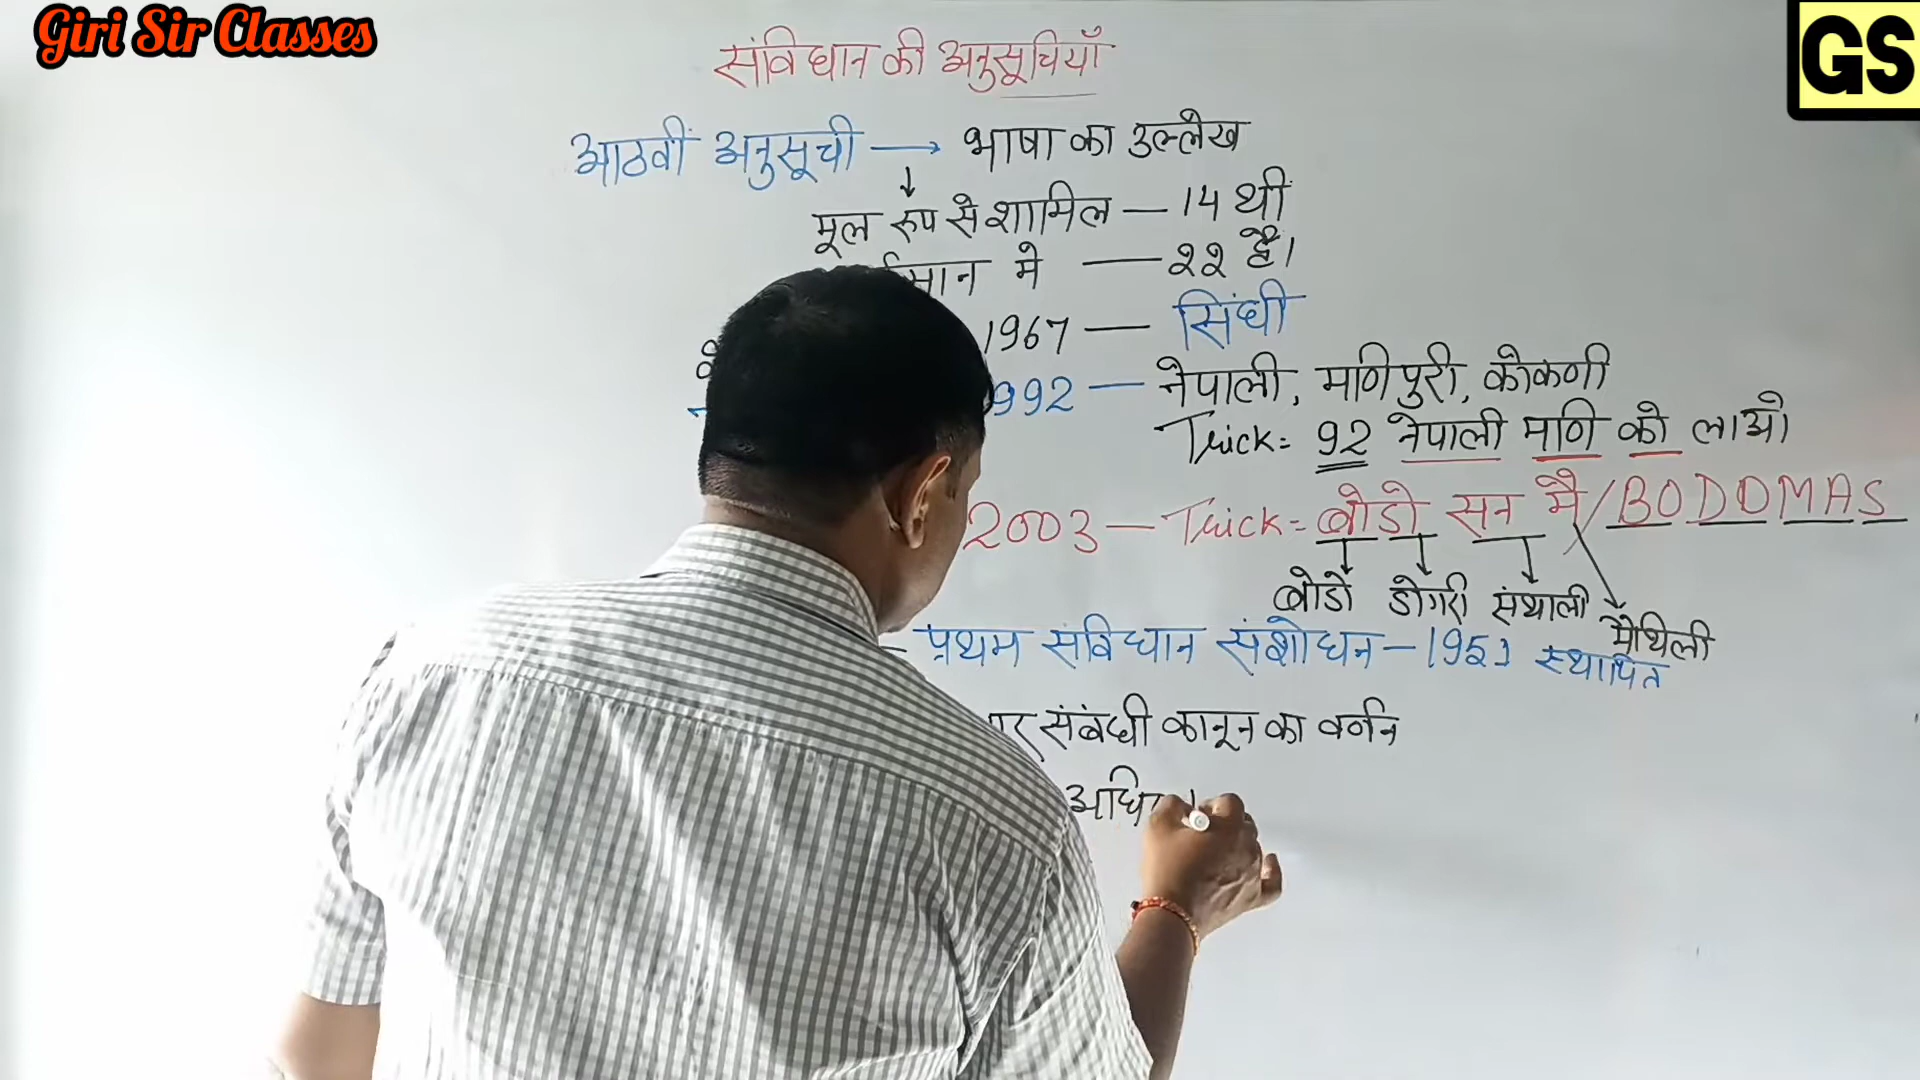 Giri Sir Classes
GS
संविधान की अनुसूचियाँ
आठवीं अनुसूची → भाषा का उल्लेख
↓
मूल रुप से शामिल — 14 थी
में — 22 है।
1967 — सिंधी
992 — नेपाली, मणिपुरी, कोकणी
Trick = 92 नेपाली मणि को लाओ
2003 — Trick = बोडो सन मै / BODOMAS
बोडो डोगरी संथाली मैथिली
प्रथम संविधान संशोधन – 1951 स्थापित
संबंधी कानून का वर्नन